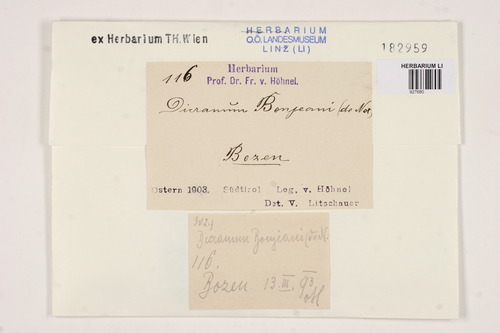 ex Herbarium TH.Wien
HERBARIUM
O.Ö. LANDESMUSEUM
LINZ (LI)
182959
HERBARIUM LI
Herbarium
Prof. Dr. Fr. v. Höhnel.
116
Dicranum Bonjeani (de Not)
Bozen
Ostern 1903. Südtirol Leg. v. Höhnel
Det. V. Litschauer
Dicranum Bonjeani
116.
Bozen 13. III.